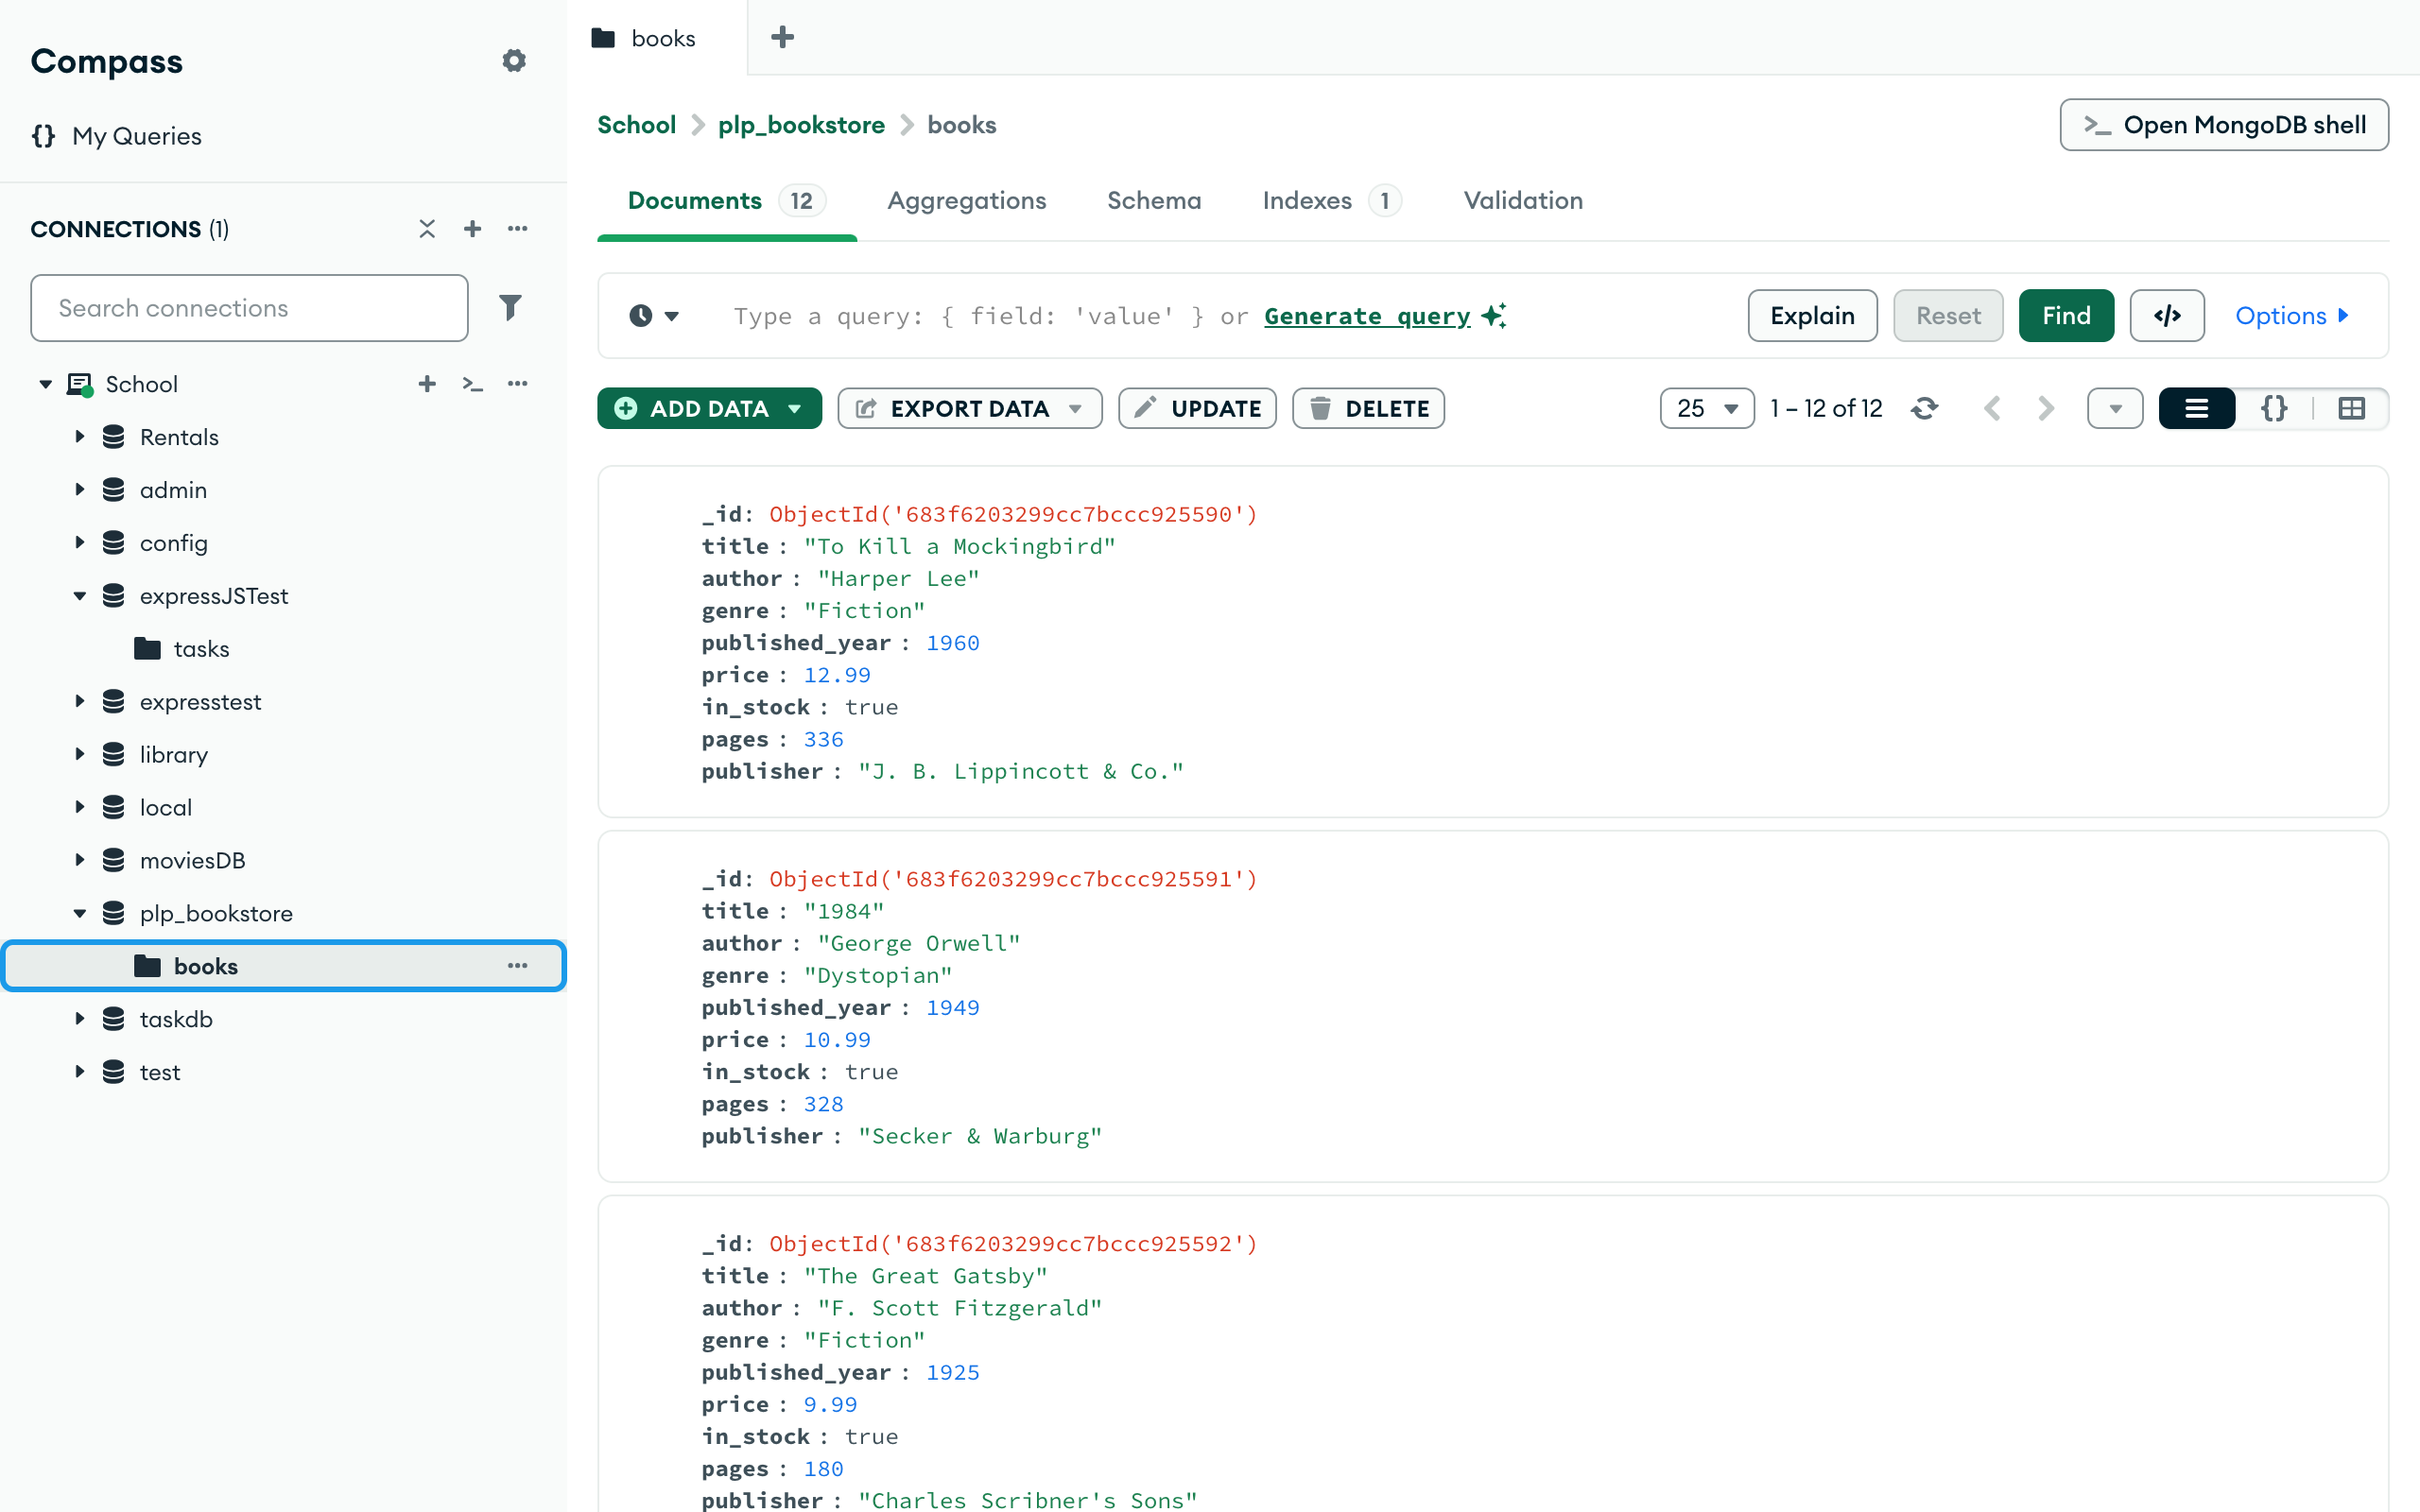 Compass
My Queries
CONNECTIONS (1)
Search connections
School
Rentals
admin
config
expressJSTest
tasks
expresstest
library
local
moviesDB
plp_bookstore
books
taskdb
test
books
School > plp_bookstore > books
Open MongoDB shell
Documents 12 Aggregations Schema Indexes 1 Validation
Type a query: { field: 'value' } or Generate query
Explain Reset Find </> Options
ADD DATA EXPORT DATA UPDATE DELETE 25 1 – 12 of 12 {}
_id: ObjectId('683f6203299cc7bccc925590')
title : "To Kill a Mockingbird"
author : "Harper Lee"
genre : "Fiction"
published_year : 1960
price : 12.99
in_stock : true
pages : 336
publisher : "J. B. Lippincott & Co."
_id: ObjectId('683f6203299cc7bccc925591')
title : "1984"
author : "George Orwell"
genre : "Dystopian"
published_year : 1949
price : 10.99
in_stock : true
pages : 328
publisher : "Secker & Warburg"
_id: ObjectId('683f6203299cc7bccc925592')
title : "The Great Gatsby"
author : "F. Scott Fitzgerald"
genre : "Fiction"
published_year : 1925
price : 9.99
in_stock : true
pages : 180
publisher : "Charles Scribner's Sons"